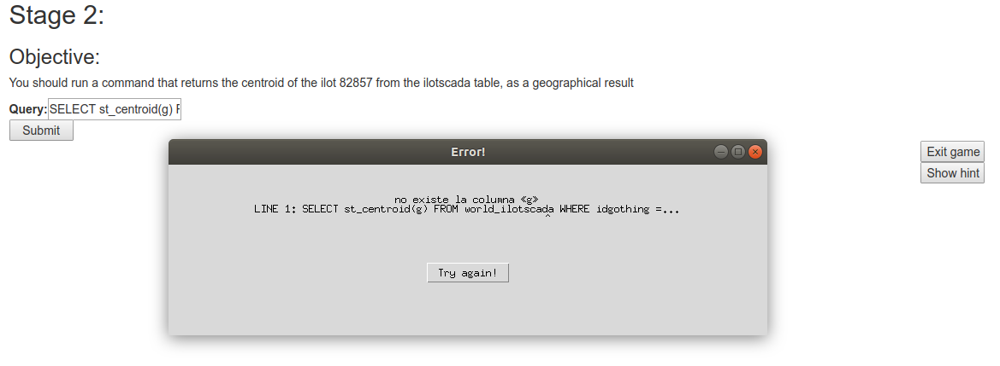 Stage 2:
Objective:
You should run a command that returns the centroid of the ilot 82857 from the ilotscada table, as a geographical result
Query: SELECT st_centroid(g) F
Submit
Error!
Exit game
Show hint
no existe la columna «g»
LINE 1: SELECT st_centroid(g) FROM world_ilotscada WHERE idgothing =...
^
Try again!